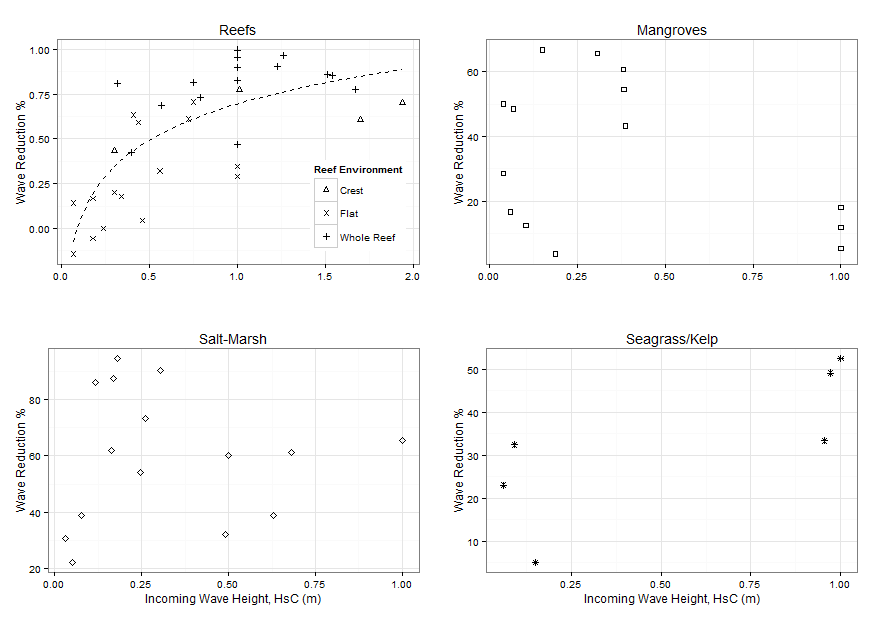 Reefs
Wave Reduction %
1.00
0.75
0.50
0.25
0.00
0.0
0.5
1.0
1.5
2.0
Reef Environment
Crest
Flat
Whole Reef
Mangroves
Wave Reduction %
60
40
20
0.00
0.25
0.50
0.75
1.00
Salt-Marsh
Wave Reduction %
80
60
40
20
0.00
0.25
0.50
0.75
1.00
Incoming Wave Height, HsC (m)
Seagrass/Kelp
Wave Reduction %
50
40
30
20
10
0.25
0.50
0.75
1.00
Incoming Wave Height, HsC (m)